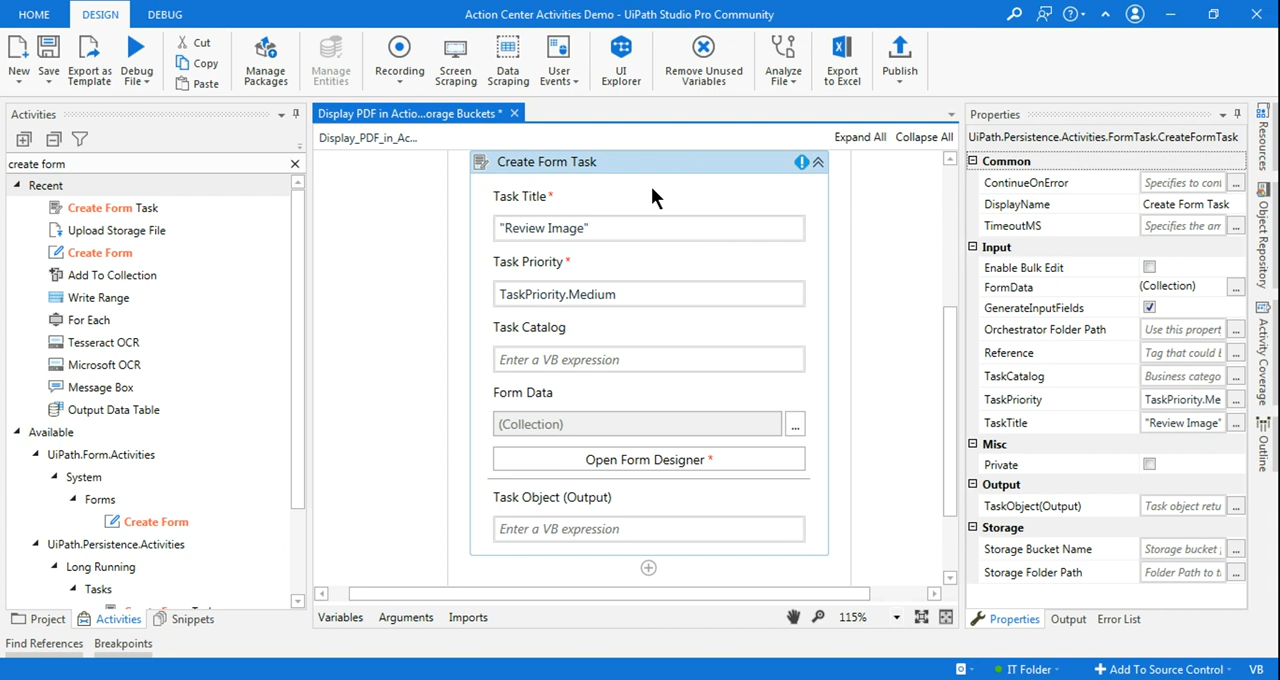 HOME DESIGN DEBUG Action Center Activities Demo - UiPath Studio Pro Community
New Save Export as Template Debug File Cut Copy Paste Manage Packages Manage Entities Recording Screen Scraping Data Scraping User Events UI Explorer Remove Unused Variables Analyze File Export to Excel Publish
Activities
create form
Recent
Create Form Task
Upload Storage File
Create Form
Add To Collection
Write Range
For Each
Tesseract OCR
Microsoft OCR
Message Box
Output Data Table
Available
UiPath.Form.Activities
System
Forms
Create Form
UiPath.Persistence.Activities
Long Running
Tasks
Project Activities Snippets
Find References Breakpoints
Display PDF in Actio...orage Buckets *
Display_PDF_in_Ac... Expand All Collapse All
Create Form Task
Task Title *
"Review Image"
Task Priority *
TaskPriority.Medium
Task Catalog
Enter a VB expression
Form Data
(Collection) ...
Open Form Designer *
Task Object (Output)
Enter a VB expression
Variables Arguments Imports 115%
Properties
UiPath.Persistence.Activities.FormTask.CreateFormTask
Common
ContinueOnError Specifies to cont ...
DisplayName Create Form Task
TimeoutMS Specifies the am ...
Input
Enable Bulk Edit
FormData (Collection) ...
GenerateInputFields
Orchestrator Folder Path Use this propert ...
Reference Tag that could b ...
TaskCatalog Business catego ...
TaskPriority TaskPriority.Me ...
TaskTitle "Review Image" ...
Misc
Private
Output
TaskObject(Output) Task object retu ...
Storage
Storage Bucket Name Storage bucket ...
Storage Folder Path Folder Path to t ...
Properties Output Error List
Resources
Object Repository
Activity Coverage
Outline
IT Folder Add To Source Control VB